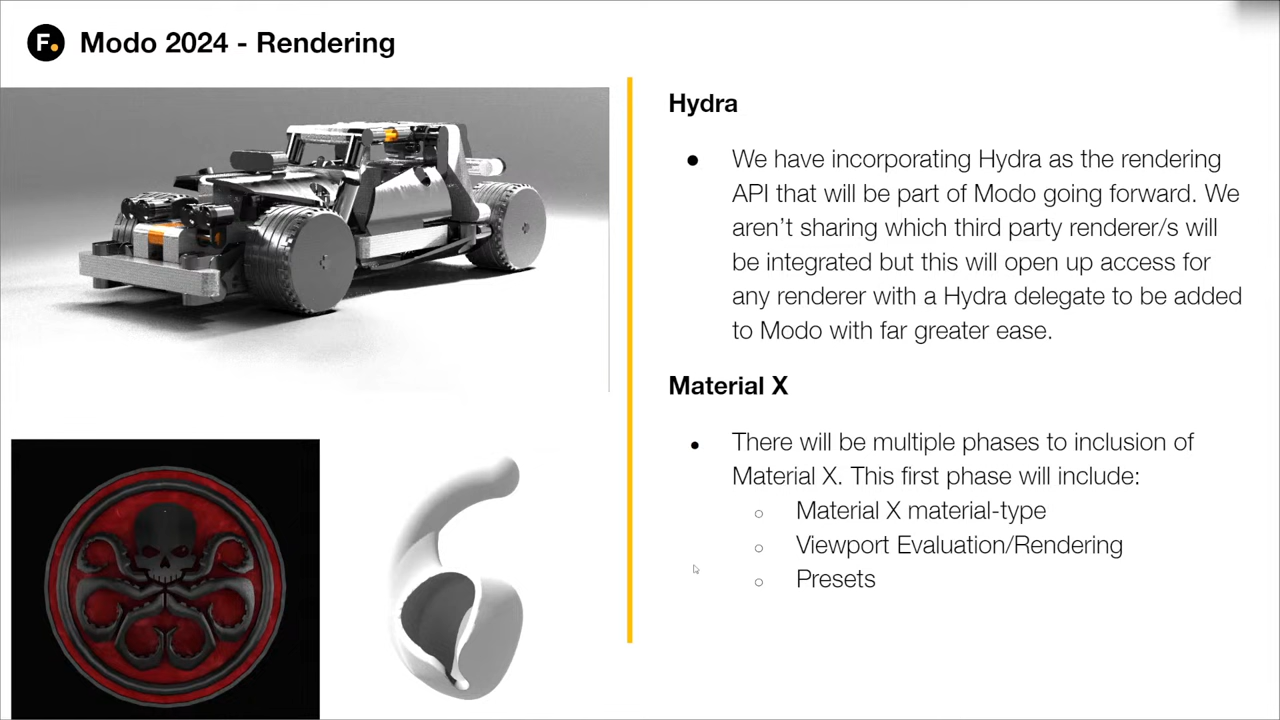 F.
Modo 2024 - Rendering
Hydra
● We have incorporating Hydra as the rendering
API that will be part of Modo going forward. We
aren’t sharing which third party renderer/s will
be integrated but this will open up access for
any renderer with a Hydra delegate to be added
to Modo with far greater ease.
Material X
● There will be multiple phases to inclusion of
Material X. This first phase will include:
○ Material X material-type
○ Viewport Evaluation/Rendering
○ Presets